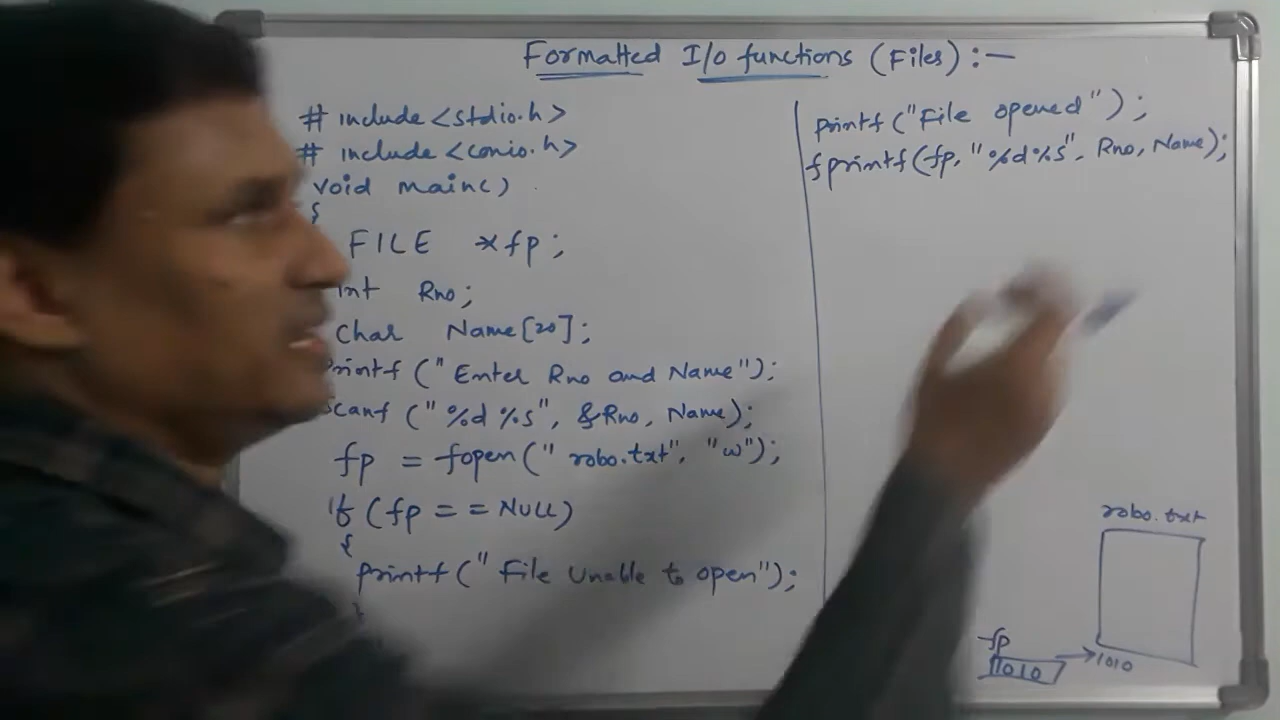 Formatted I/O functions (Files) :-
# include <stdio.h>
# include <conio.h>
void main()
{
FILE *fp;
int Rno;
char Name[20];
printf ("Enter Rno and Name");
scanf ("%d %s", &Rno, Name);
fp = fopen(" robo.txt", "w");
if (fp == NULL)
{
printf (" File Unable to open");
}
printf ("File opened");
fprintf(fp, "%d%s", Rno, Name);
robo.txt
fp
1010
1010